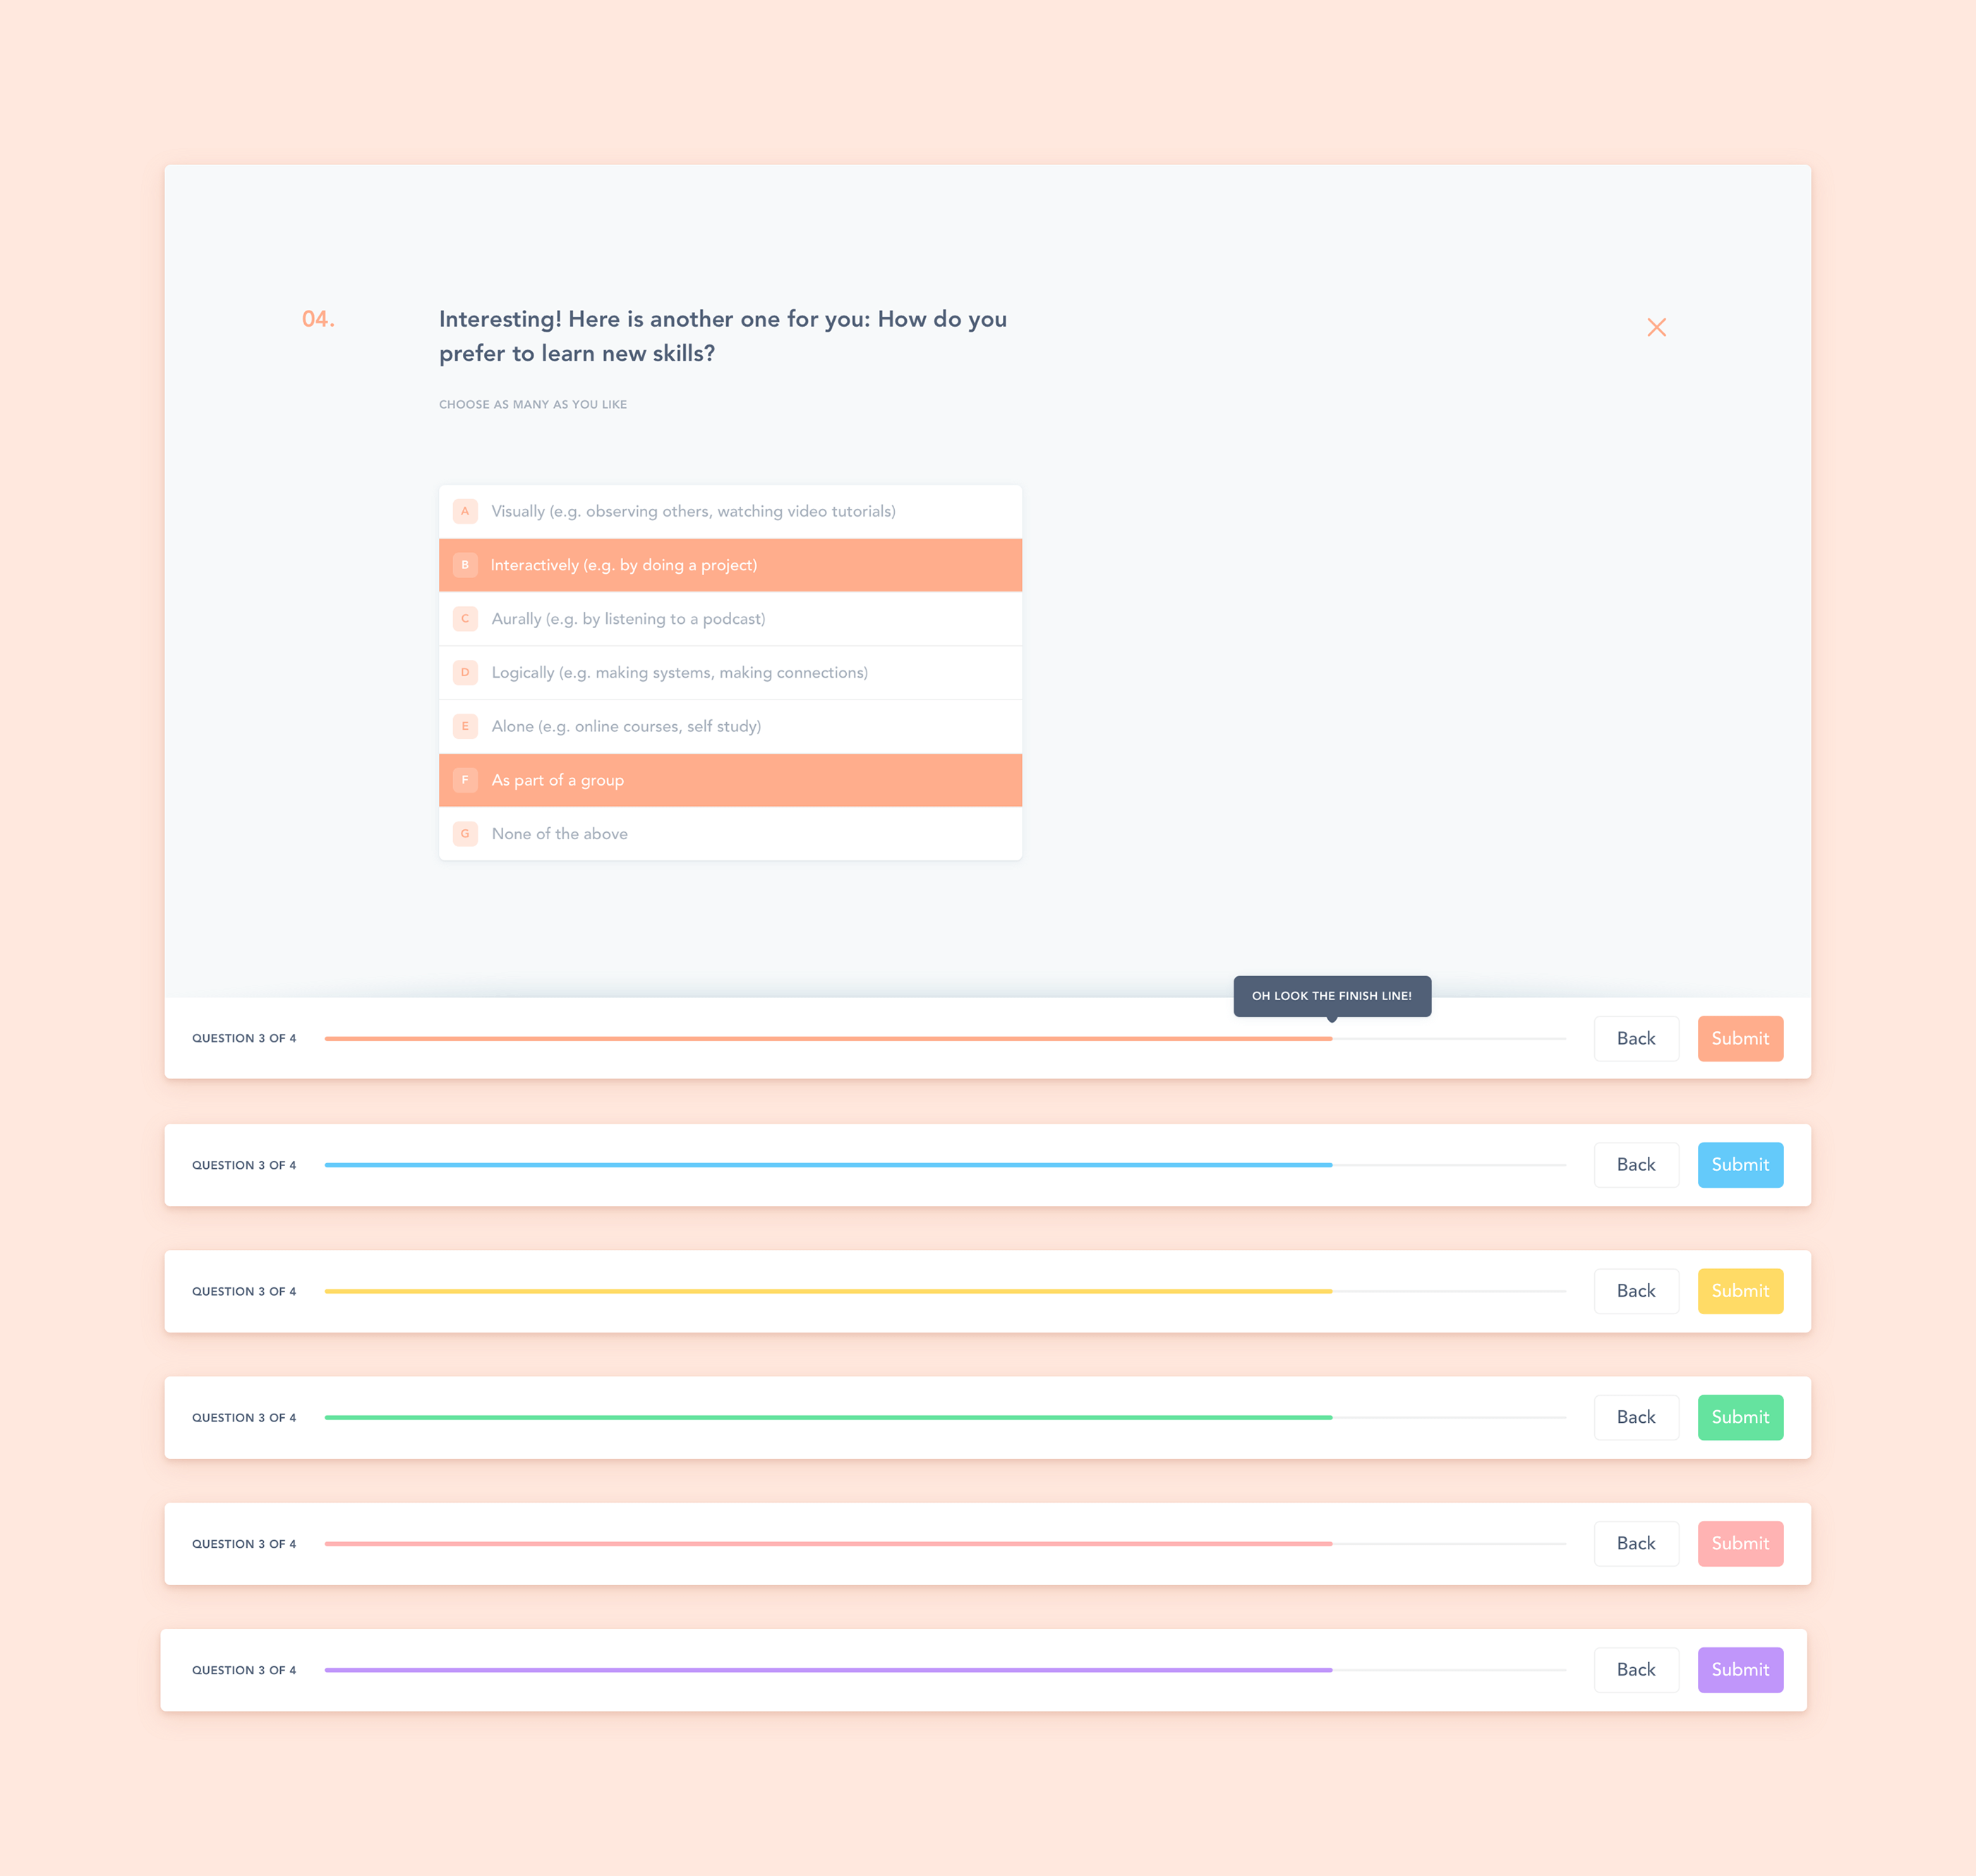 04.
Interesting! Here is another one for you: How do you
prefer to learn new skills?
CHOOSE AS MANY AS YOU LIKE
A Visually (e.g. observing others, watching video tutorials)
B Interactively (e.g. by doing a project)
C Aurally (e.g. by listening to a podcast)
D Logically (e.g. making systems, making connections)
E Alone (e.g. online courses, self study)
F As part of a group
G None of the above
OH LOOK THE FINISH LINE!
QUESTION 3 OF 4 Back Submit
QUESTION 3 OF 4 Back Submit
QUESTION 3 OF 4 Back Submit
QUESTION 3 OF 4 Back Submit
QUESTION 3 OF 4 Back Submit
QUESTION 3 OF 4 Back Submit